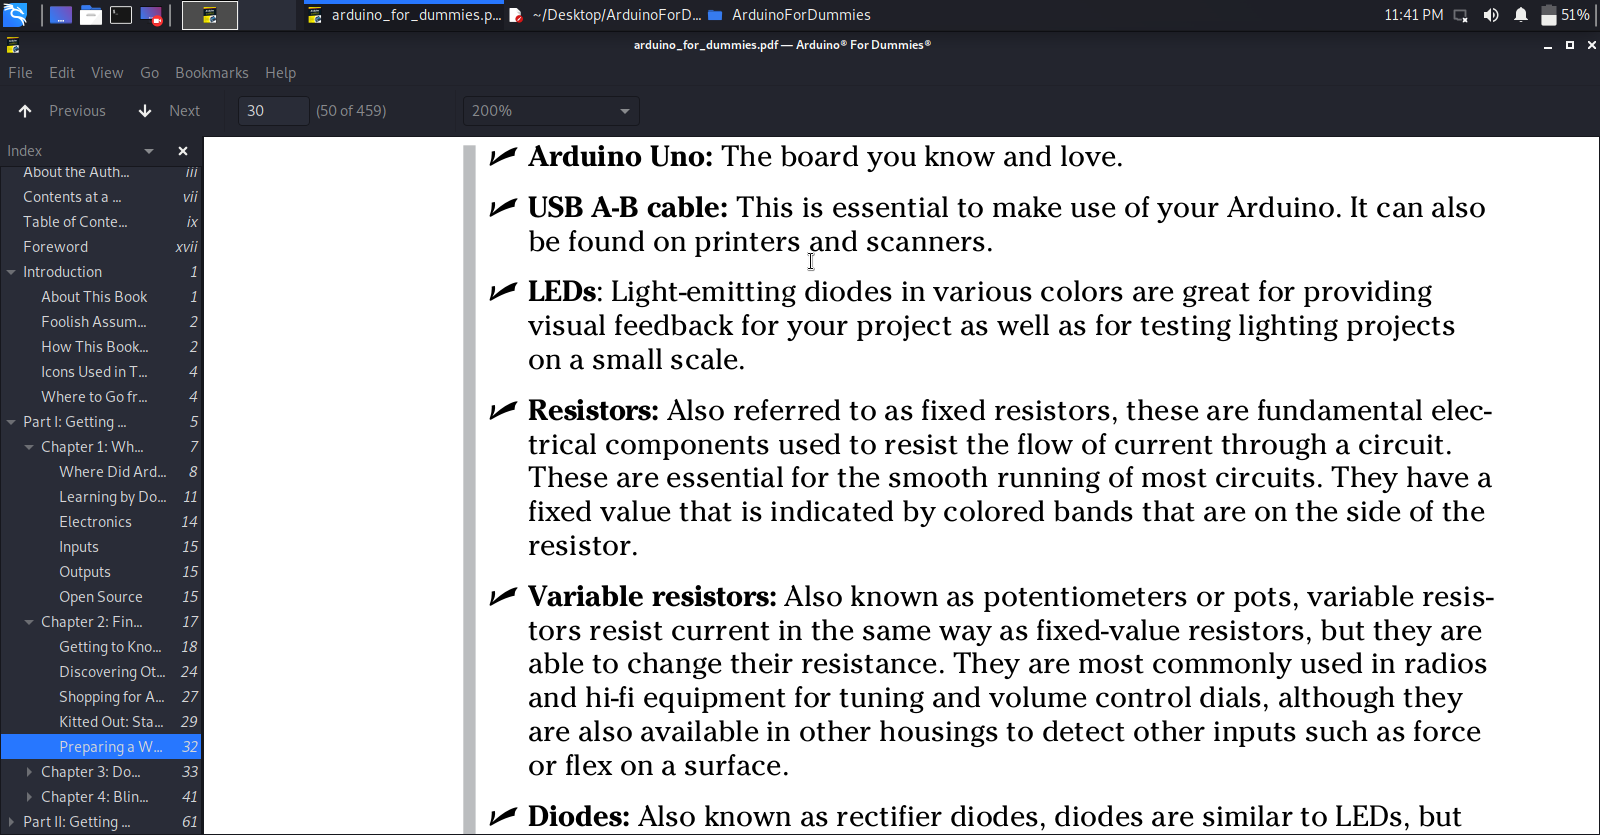 arduino_for_dummies.p...
~/Desktop/ArduinoForD...
ArduinoForDummies
11:41 PM
51%
arduino_for_dummies.pdf — Arduino® For Dummies®
File Edit View Go Bookmarks Help
Previous Next 30 (50 of 459) 200%
Index
About the Auth... iii
Contents at a ... vii
Table of Conte... ix
Foreword xvii
Introduction 1
About This Book 1
Foolish Assum... 2
How This Book... 2
Icons Used in T... 4
Where to Go fr... 4
Part I: Getting ... 5
Chapter 1: Wh... 7
Where Did Ard... 8
Learning by Do... 11
Electronics 14
Inputs 15
Outputs 15
Open Source 15
Chapter 2: Fin... 17
Getting to Kno... 18
Discovering Ot... 24
Shopping for A... 27
Kitted Out: Sta... 29
Preparing a W... 32
Chapter 3: Do... 33
Chapter 4: Blin... 41
Part II: Getting ... 61
Arduino Uno: The board you know and love.
USB A-B cable: This is essential to make use of your Arduino. It can also
be found on printers and scanners.
LEDs: Light-emitting diodes in various colors are great for providing
visual feedback for your project as well as for testing lighting projects
on a small scale.
Resistors: Also referred to as fixed resistors, these are fundamental elec-
trical components used to resist the flow of current through a circuit.
These are essential for the smooth running of most circuits. They have a
fixed value that is indicated by colored bands that are on the side of the
resistor.
Variable resistors: Also known as potentiometers or pots, variable resis-
tors resist current in the same way as fixed-value resistors, but they are
able to change their resistance. They are most commonly used in radios
and hi-fi equipment for tuning and volume control dials, although they
are also available in other housings to detect other inputs such as force
or flex on a surface.
Diodes: Also known as rectifier diodes, diodes are similar to LEDs, but